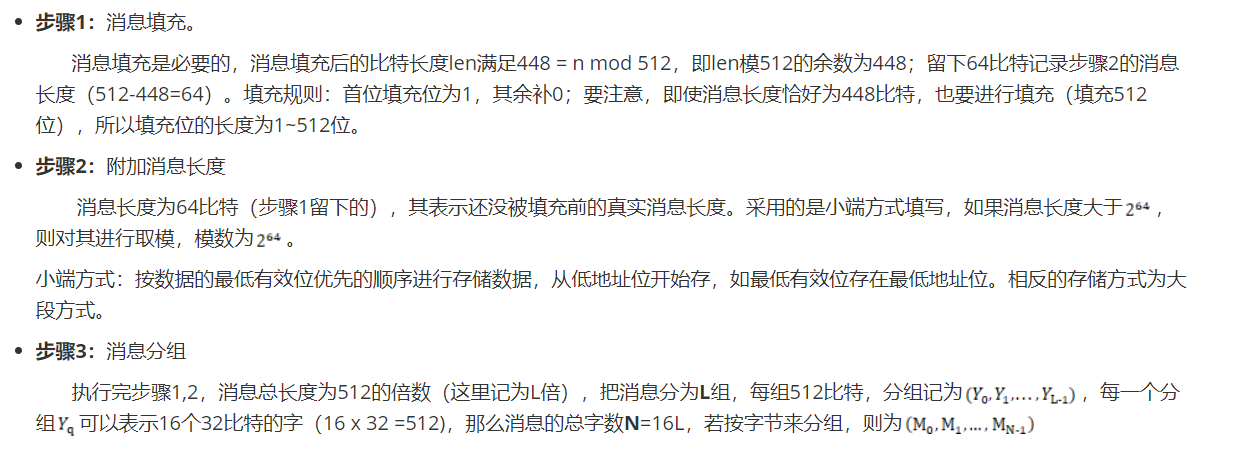 步骤1：消息填充。
消息填充是必要的，消息填充后的比特长度len满足448 = n mod 512，即len模512的余数为448；留下64比特记录步骤2的消息
长度（512-448=64）。填充规则：首位填充位为1，其余补0；要注意，即使消息长度恰好为448比特，也要进行填充（填充512
位），所以填充位的长度为1~512位。
步骤2：附加消息长度
消息长度为64比特（步骤1留下的），其表示还没被填充前的真实消息长度。采用的是小端方式填写，如果消息长度大于 2⁶⁴ ，
则对其进行取模，模数为 2⁶⁴ 。
小端方式：按数据的最低有效位优先的顺序进行存储数据，从低地址位开始存，如最低有效位存在最低地址位。相反的存储方式为大
段方式。
步骤3：消息分组
执行完步骤1,2，消息总长度为512的倍数（这里记为L倍），把消息分为L组，每组512比特，分组记为 (Y₀,Y₁,…,Y_{L-1}) ，每一个分
组 Y_q 可以表示16个32比特的字（16 x 32 =512)，那么消息的总字数N=16L，若按字节来分组，则为 (M₀,M₁,…,M_{N-1})